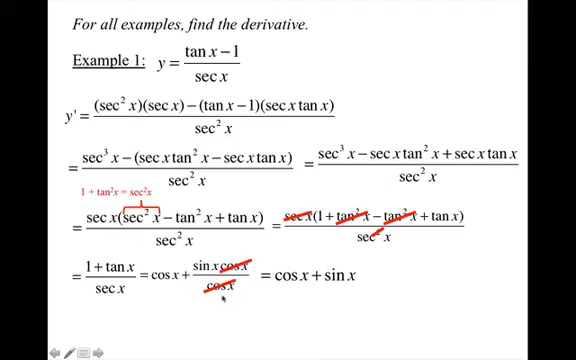 For all examples, find the derivative.
Example 1: y = (tan x − 1)/(sec x)
y' = ((sec² x)(sec x) − (tan x − 1)(sec x tan x))/(sec² x)
= (sec³ x − (sec x tan² x − sec x tan x))/(sec² x) = (sec³ x − sec x tan² x + sec x tan x)/(sec² x)
1 + tan²x = sec²x
= (sec x(sec² x − tan² x + tan x))/(sec² x) = (sec x(1 + tan² x − tan² x + tan x))/(sec² x)
= (1 + tan x)/(sec x) = cos x + (sin x cos x)/(cos x) = cos x + sin x